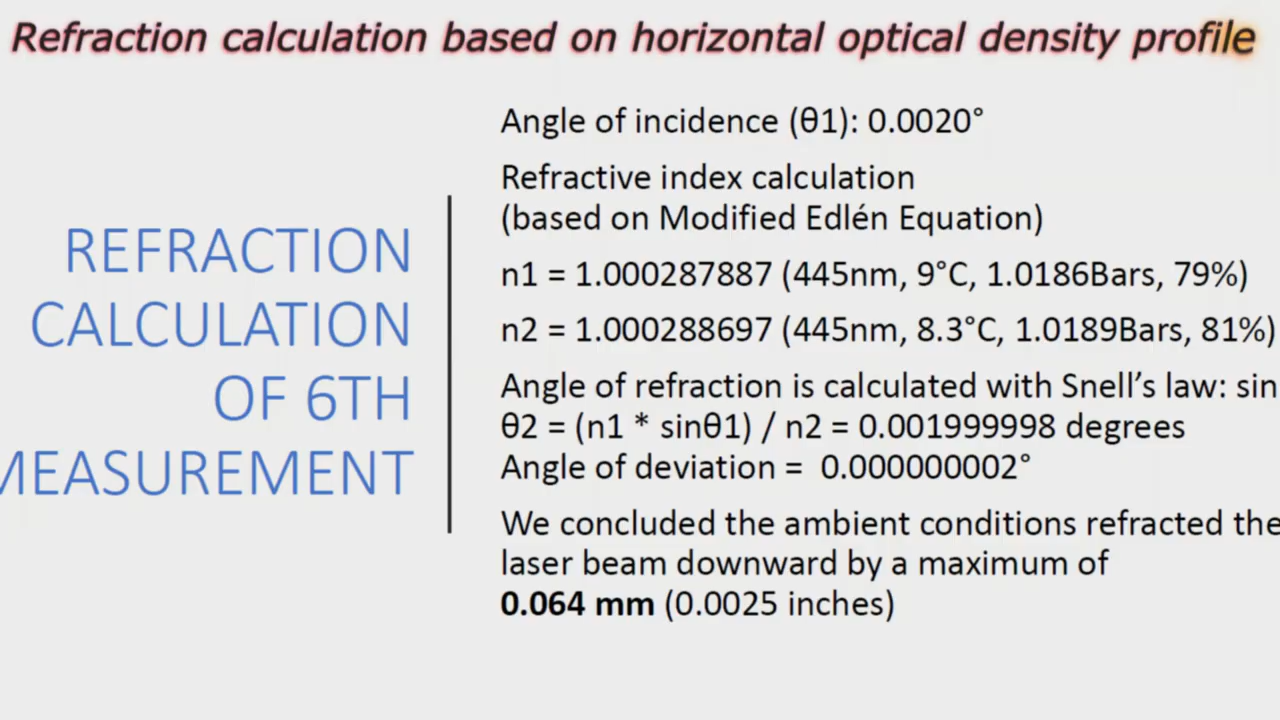 Refraction calculation based on horizontal optical density profile
REFRACTION
CALCULATION
OF 6TH
MEASUREMENT
Angle of incidence (θ1): 0.0020°
Refractive index calculation
(based on Modified Edlén Equation)
n1 = 1.000287887 (445nm, 9°C, 1.0186Bars, 79%)
n2 = 1.000288697 (445nm, 8.3°C, 1.0189Bars, 81%)
Angle of refraction is calculated with Snell's law: sin
θ2 = (n1 * sinθ1) / n2 = 0.001999998 degrees
Angle of deviation = 0.000000002°
We concluded the ambient conditions refracted the
laser beam downward by a maximum of
0.064 mm (0.0025 inches)